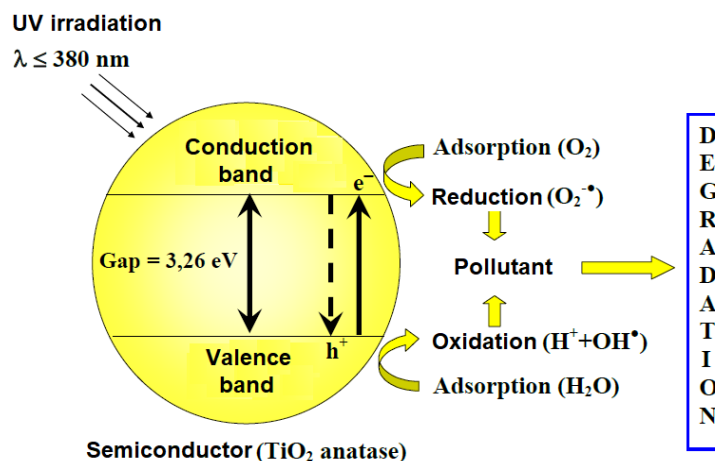 UV irradiation
λ ≤ 380 nm
Conduction
band
e⁻
Gap = 3,26 eV
h⁺
Valence
band
Semiconductor (TiO₂ anatase)
Adsorption (O₂)
Reduction (O₂⁻•)
Pollutant
Oxidation (H⁺+OH•)
Adsorption (H₂O)
D
E
G
R
A
D
A
T
I
O
N